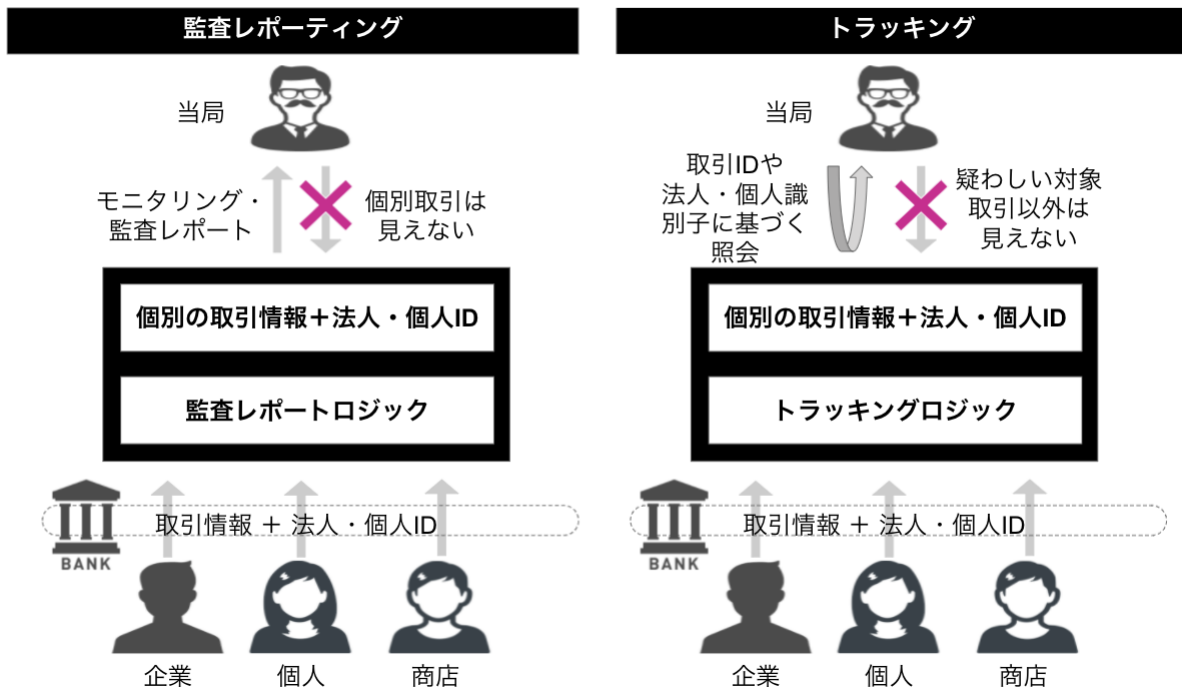 監査レポーティング
当局
モニタリング・
監査レポート
個別取引は
見えない
個別の取引情報＋法人・個人ID
監査レポートロジック
取引情報 ＋ 法人・個人ID
BANK
企業
個人
商店
トラッキング
当局
取引IDや
法人・個人識
別子に基づく
照会
疑わしい対象
取引以外は
見えない
個別の取引情報＋法人・個人ID
トラッキングロジック
取引情報 ＋ 法人・個人ID
BANK
企業
個人
商店